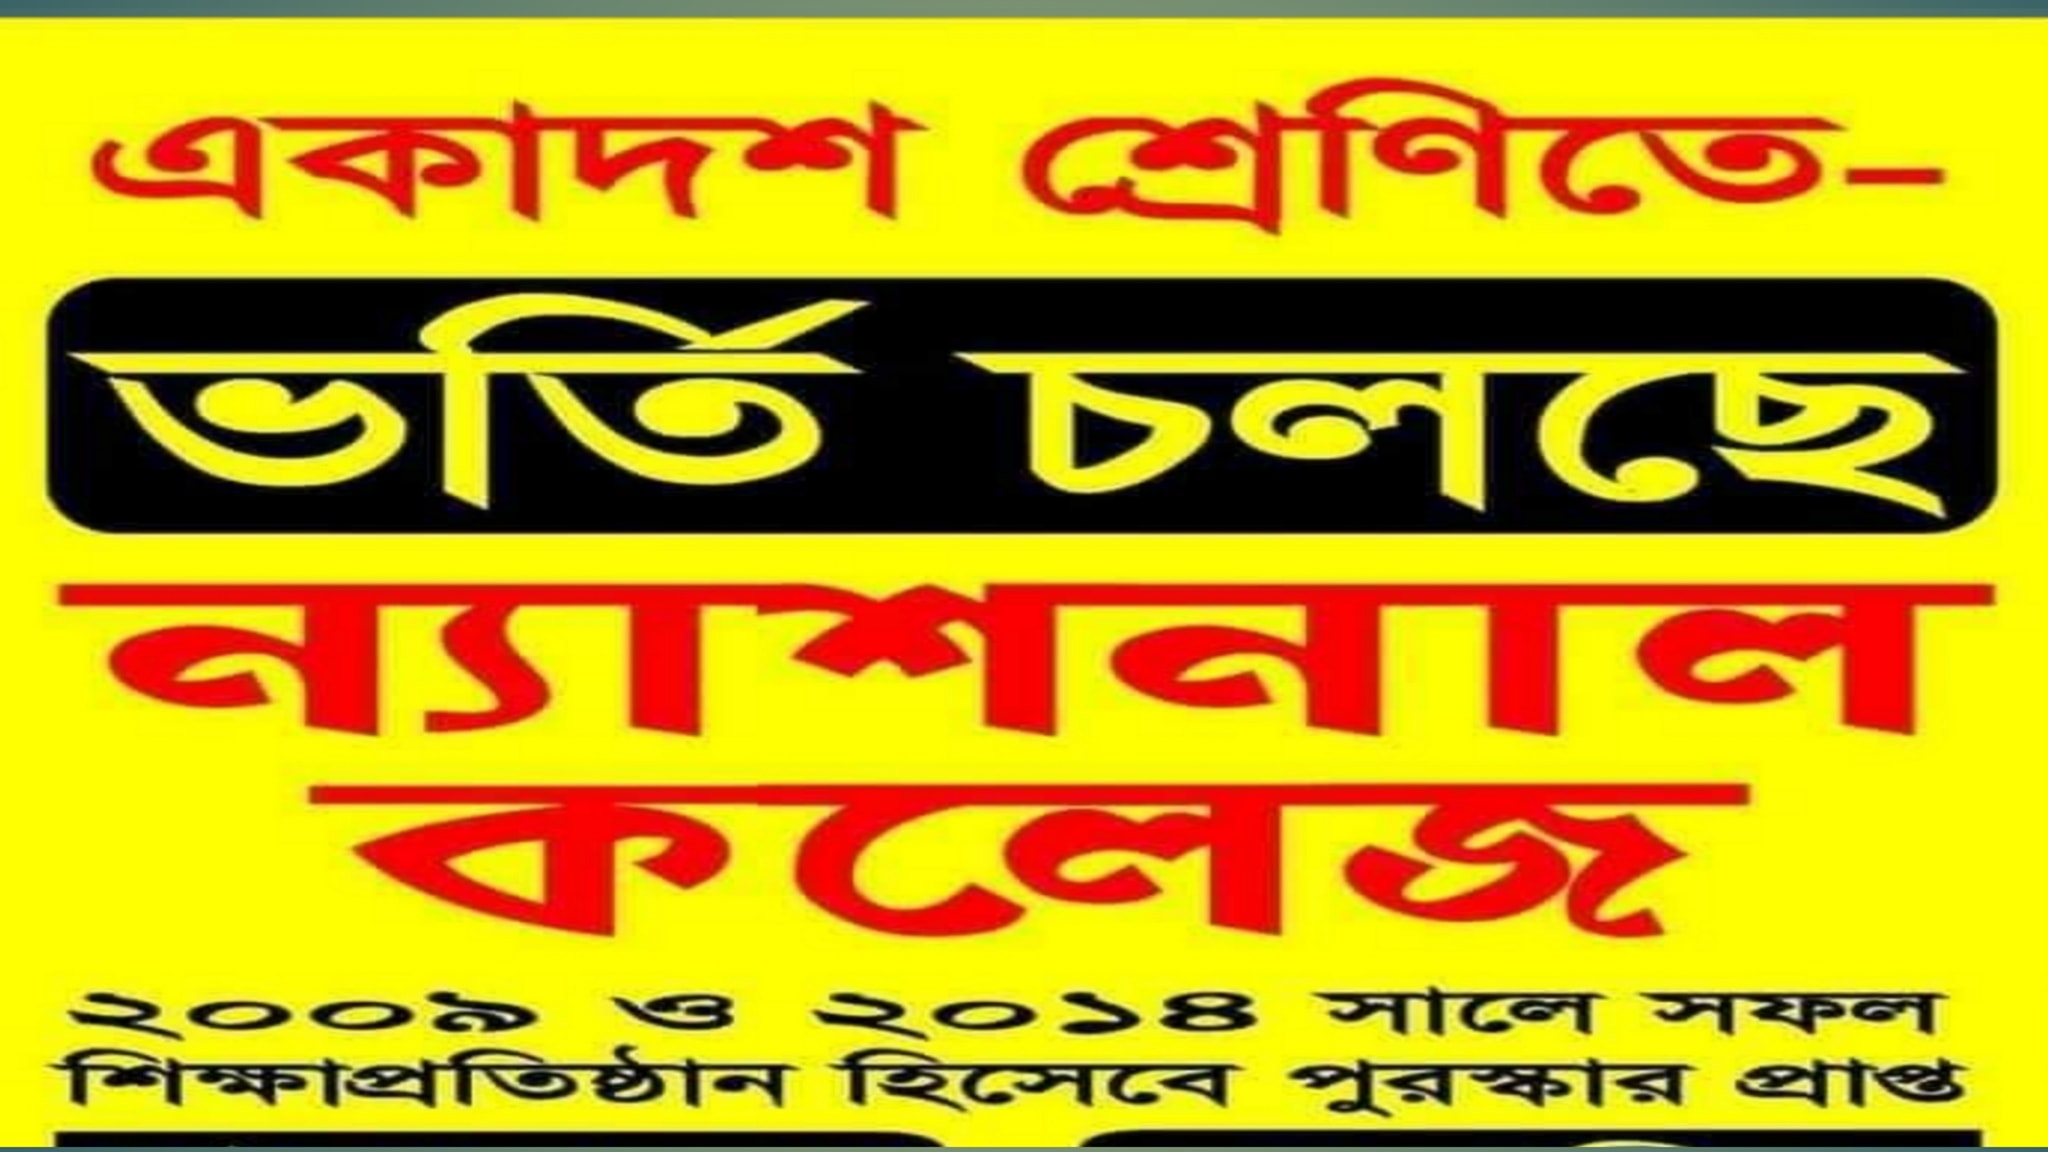 একাদশ শ্রেণিতে-
ভর্তি চলছে
ন্যাশনাল
কলেজ
২০০৯ ও ২০১৪ সালে সফল
শিক্ষাপ্রতিষ্ঠান হিসেবে পুরস্কার প্রাপ্ত